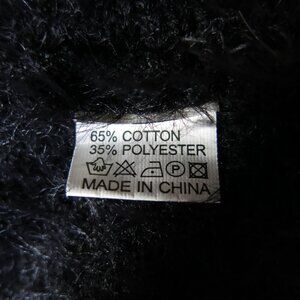 65% COTTON
35% POLYESTER
P
MADE IN CHINA